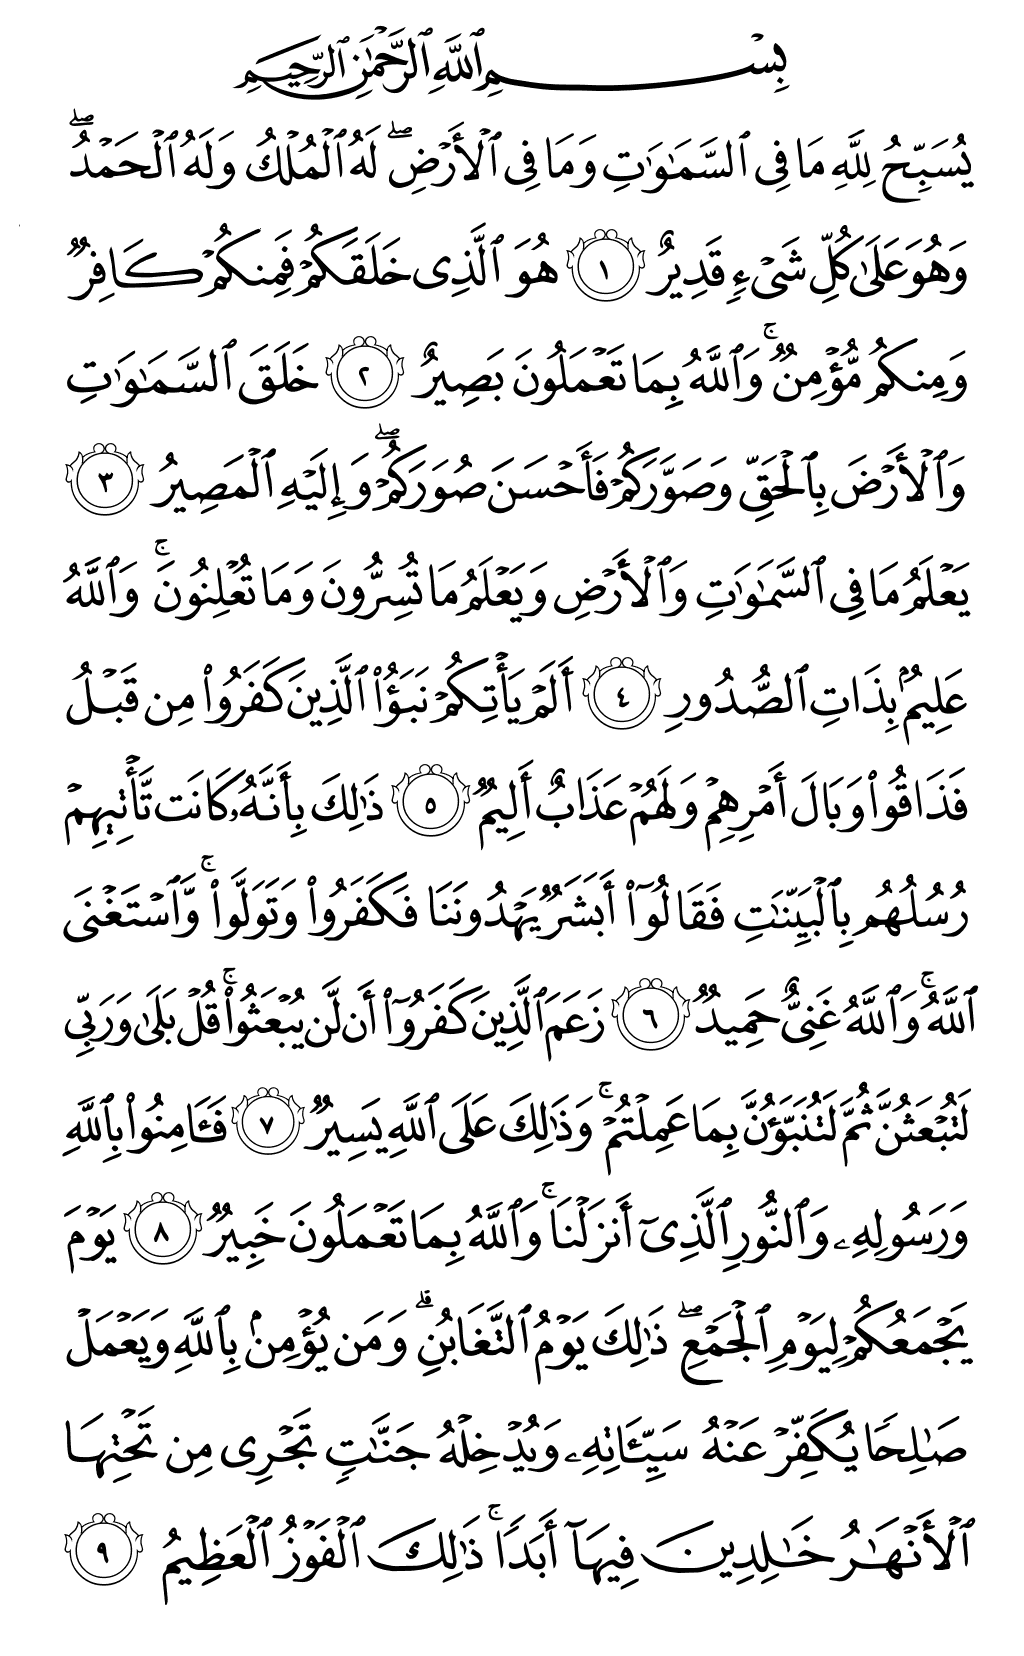 بِسْمِ ٱللَّهِ ٱلرَّحْمَٰنِ ٱلرَّحِيمِ
يُسَبِّحُ لِلَّهِ مَا فِى ٱلسَّمَٰوَٰتِ وَمَا فِى ٱلْأَرْضِ ۖ لَهُ ٱلْمُلْكُ وَلَهُ ٱلْحَمْدُ ۖ
وَهُوَ عَلَىٰ كُلِّ شَىْءٍ قَدِيرٌ ١ هُوَ ٱلَّذِى خَلَقَكُمْ فَمِنكُمْ كَافِرٌ
وَمِنكُم مُّؤْمِنٌ ۚ وَٱللَّهُ بِمَا تَعْمَلُونَ بَصِيرٌ ٢ خَلَقَ ٱلسَّمَٰوَٰتِ
وَٱلْأَرْضَ بِٱلْحَقِّ وَصَوَّرَكُمْ فَأَحْسَنَ صُوَرَكُمْ ۖ وَإِلَيْهِ ٱلْمَصِيرُ ٣
يَعْلَمُ مَا فِى ٱلسَّمَٰوَٰتِ وَٱلْأَرْضِ وَيَعْلَمُ مَا تُسِرُّونَ وَمَا تُعْلِنُونَ ۚ وَٱللَّهُ
عَلِيمٌۢ بِذَاتِ ٱلصُّدُورِ ٤ أَلَمْ يَأْتِكُمْ نَبَؤُا۟ ٱلَّذِينَ كَفَرُوا۟ مِن قَبْلُ
فَذَاقُوا۟ وَبَالَ أَمْرِهِمْ وَلَهُمْ عَذَابٌ أَلِيمٌ ٥ ذَٰلِكَ بِأَنَّهُۥ كَانَت تَّأْتِيهِمْ
رُسُلُهُم بِٱلْبَيِّنَٰتِ فَقَالُوٓا۟ أَبَشَرٌ يَهْدُونَنَا فَكَفَرُوا۟ وَتَوَلَّوا۟ ۚ وَّٱسْتَغْنَى
ٱللَّهُ ۚ وَٱللَّهُ غَنِىٌّ حَمِيدٌ ٦ زَعَمَ ٱلَّذِينَ كَفَرُوٓا۟ أَن لَّن يُبْعَثُوا۟ ۚ قُلْ بَلَىٰ وَرَبِّى
لَتُبْعَثُنَّ ثُمَّ لَتُنَبَّؤُنَّ بِمَا عَمِلْتُمْ ۚ وَذَٰلِكَ عَلَى ٱللَّهِ يَسِيرٌ ٧ فَـَٔامِنُوا۟ بِٱللَّهِ
وَرَسُولِهِۦ وَٱلنُّورِ ٱلَّذِىٓ أَنزَلْنَا ۚ وَٱللَّهُ بِمَا تَعْمَلُونَ خَبِيرٌ ٨ يَوْمَ
يَجْمَعُكُمْ لِيَوْمِ ٱلْجَمْعِ ۖ ذَٰلِكَ يَوْمُ ٱلتَّغَابُنِ ۗ وَمَن يُؤْمِنۢ بِٱللَّهِ وَيَعْمَلْ
صَٰلِحًا يُكَفِّرْ عَنْهُ سَيِّـَٔاتِهِۦ وَيُدْخِلْهُ جَنَّٰتٍ تَجْرِى مِن تَحْتِهَا
ٱلْأَنْهَٰرُ خَٰلِدِينَ فِيهَآ أَبَدًا ۚ ذَٰلِكَ ٱلْفَوْزُ ٱلْعَظِيمُ ٩